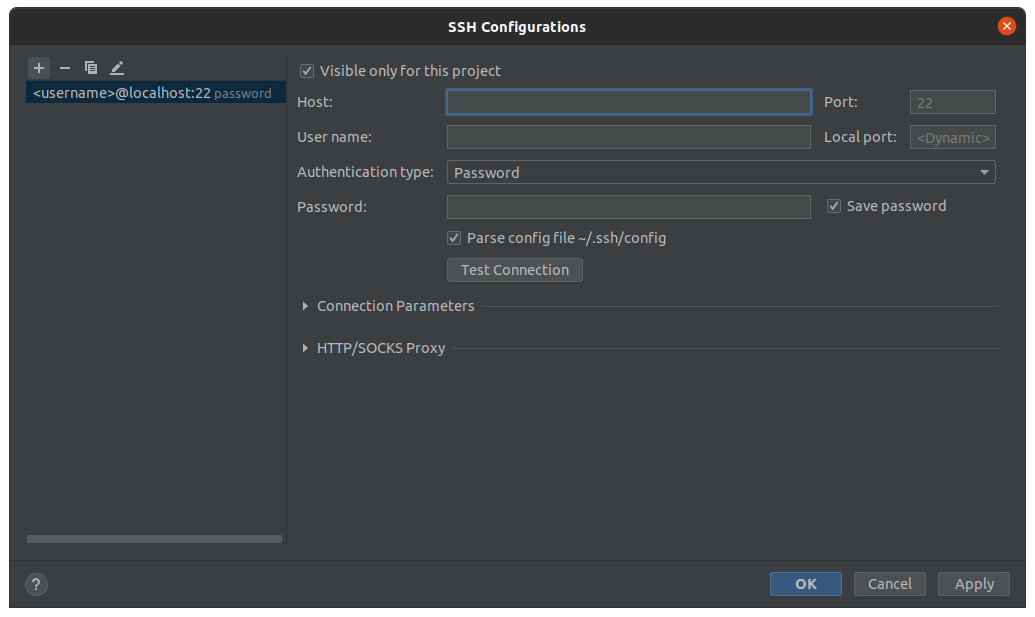 SSH Configurations
<username>@localhost:22 password
Visible only for this project
Host: Port: 22
User name: Local port: <Dynamic>
Authentication type: Password
Password: Save password
Parse config file ~/.ssh/config
Test Connection
Connection Parameters
HTTP/SOCKS Proxy
? OK Cancel Apply